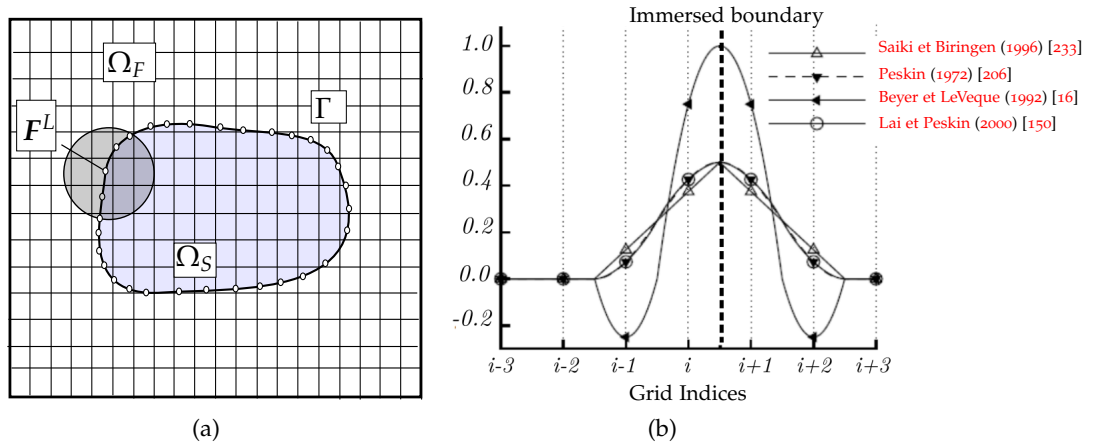 Ω_F
Γ
F^L
Ω_S
(a)
Immersed boundary
1.0
0.8
0.6
0.4
0.2
0.0
-0.2
i-3 i-2 i-1 i i+1 i+2 i+3
Grid Indices
Saiki et Biringen (1996) [233]
Peskin (1972) [206]
Beyer et LeVeque (1992) [16]
Lai et Peskin (2000) [150]
(b)